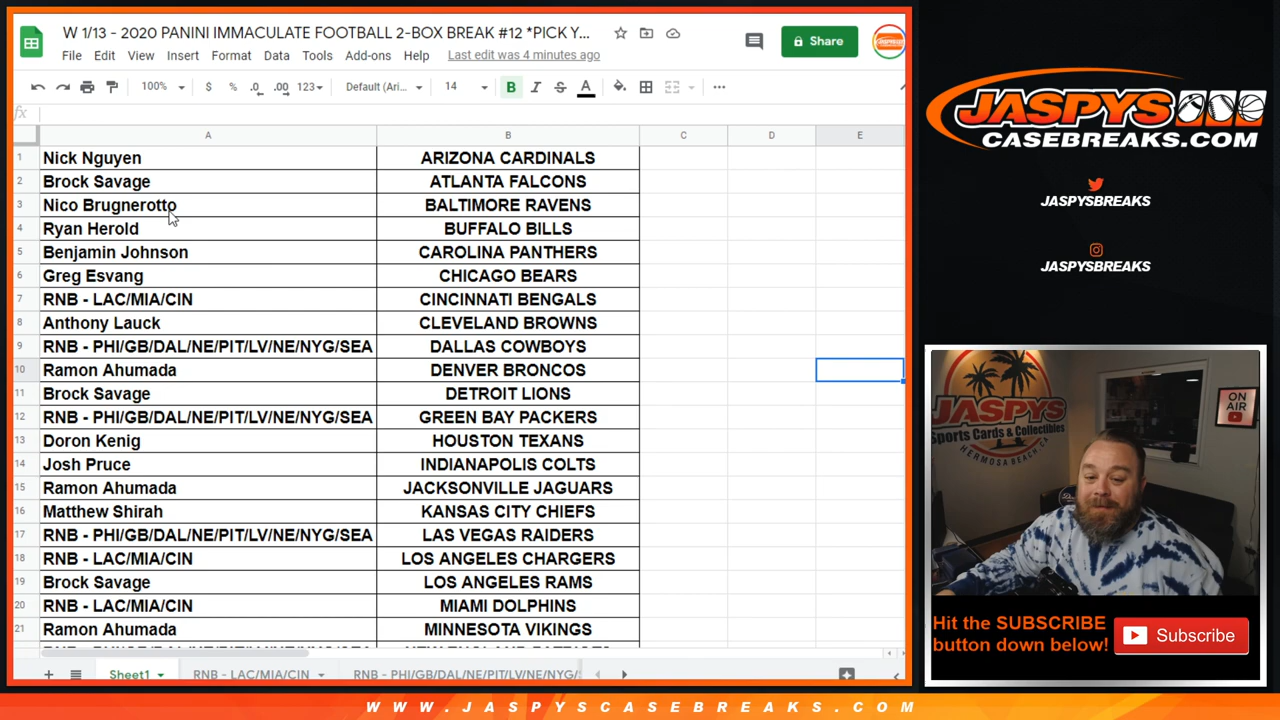 W 1/13 - 2020 PANINI IMMACULATE FOOTBALL 2-BOX BREAK #12 *PICK Y...
File Edit View Insert Format Data Tools Add-ons Help Last edit was 4 minutes ago
Share
100% $ % .0 .00 123 Default (Ari... 14 B I S A
fx
A B C D E
1 Nick Nguyen ARIZONA CARDINALS
2 Brock Savage ATLANTA FALCONS
3 Nico Brugnerotto BALTIMORE RAVENS
4 Ryan Herold BUFFALO BILLS
5 Benjamin Johnson CAROLINA PANTHERS
6 Greg Esvang CHICAGO BEARS
7 RNB - LAC/MIA/CIN CINCINNATI BENGALS
8 Anthony Lauck CLEVELAND BROWNS
9 RNB - PHI/GB/DAL/NE/PIT/LV/NE/NYG/SEA DALLAS COWBOYS
10 Ramon Ahumada DENVER BRONCOS
11 Brock Savage DETROIT LIONS
12 RNB - PHI/GB/DAL/NE/PIT/LV/NE/NYG/SEA GREEN BAY PACKERS
13 Doron Kenig HOUSTON TEXANS
14 Josh Pruce INDIANAPOLIS COLTS
15 Ramon Ahumada JACKSONVILLE JAGUARS
16 Matthew Shirah KANSAS CITY CHIEFS
17 RNB - PHI/GB/DAL/NE/PIT/LV/NE/NYG/SEA LAS VEGAS RAIDERS
18 RNB - LAC/MIA/CIN LOS ANGELES CHARGERS
19 Brock Savage LOS ANGELES RAMS
20 RNB - LAC/MIA/CIN MIAMI DOLPHINS
21 Ramon Ahumada MINNESOTA VIKINGS
Sheet1 RNB - LAC/MIA/CIN RNB - PHI/GB/DAL/NE/PIT/LV/NE/NYG/
JASPYS
CASEBREAKS.COM
JASPYSBREAKS
JASPYSBREAKS
JASPYS
Sports Cards & Collectibles
HERMOSA BEACH, CA
ON AIR
Hit the SUBSCRIBE
button down below!
Subscribe
WWW.JASPYSCASEBREAKS.COM